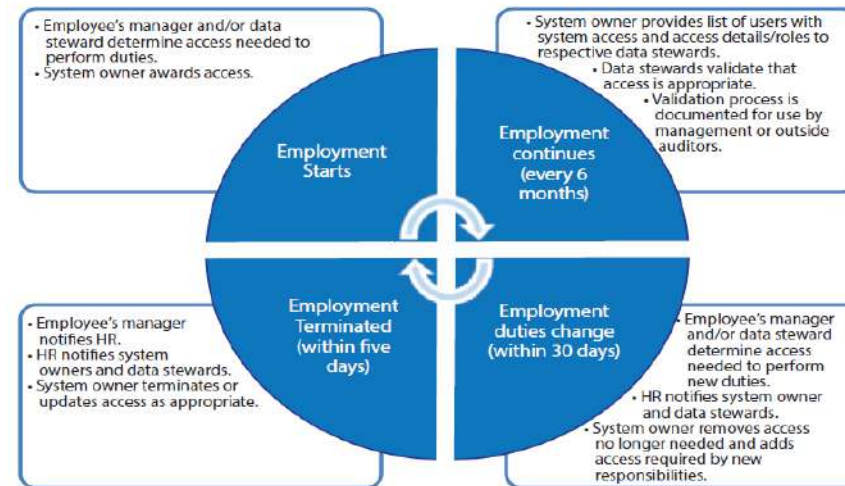 • Employee's manager and/or data
steward determine access needed to
perform duties.
• System owner awards access.
• System owner provides list of users with
system access and access details/roles to
respective data stewards.
• Data stewards validate that
access is appropriate.
• Validation process is
documented for use by
management or outside
auditors.
Employment
Starts
Employment
continues
(every 6
months)
Employment
Terminated
(within five
days)
Employment
duties change
(within 30 days)
• Employee's manager
notifies HR.
• HR notifies system
owners and data stewards.
• System owner terminates or
updates access as appropriate.
• Employee's manager
and/or data steward
determine access
needed to perform
new duties.
• HR notifies system owner
and data stewards.
• System owner removes access
no longer needed and adds
access required by new
responsibilities.